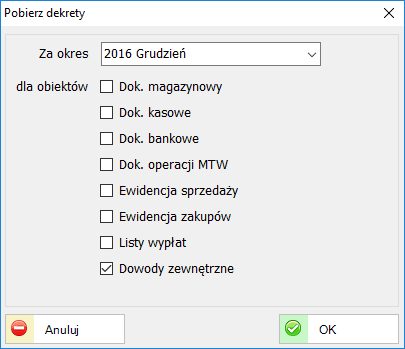 Pobierz dekrety
Za okres 2016 Grudzień
dla obiektów Dok. magazynowy
Dok. kasowe
Dok. bankowe
Dok. operacji MTW
Ewidencja sprzedaży
Ewidencja zakupów
Listy wypłat
Dowody zewnętrzne
Anuluj OK